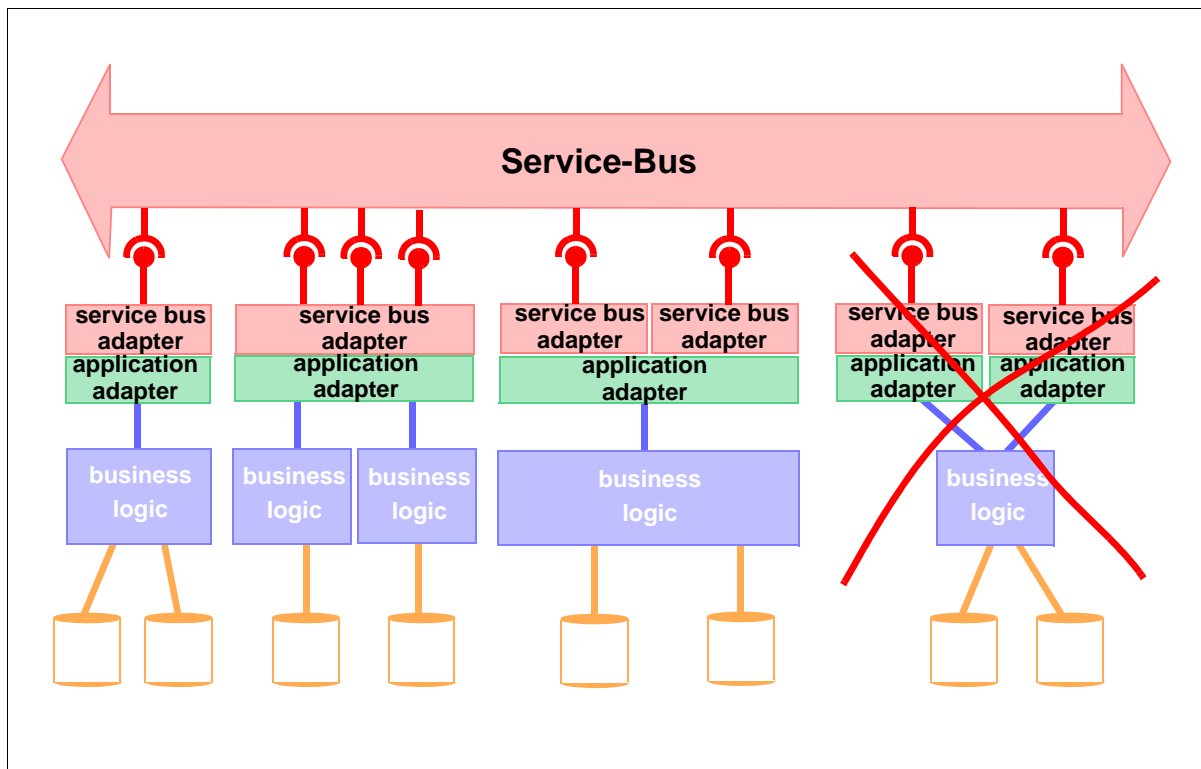 Service-Bus
service bus
adapter
application
adapter
business
logic
service bus
adapter
application
adapter
business
logic
business
logic
service bus
adapter
service bus
adapter
application
adapter
business
logic
service bus
adapter
application
adapter
service bus
adapter
application
adapter
business
logic